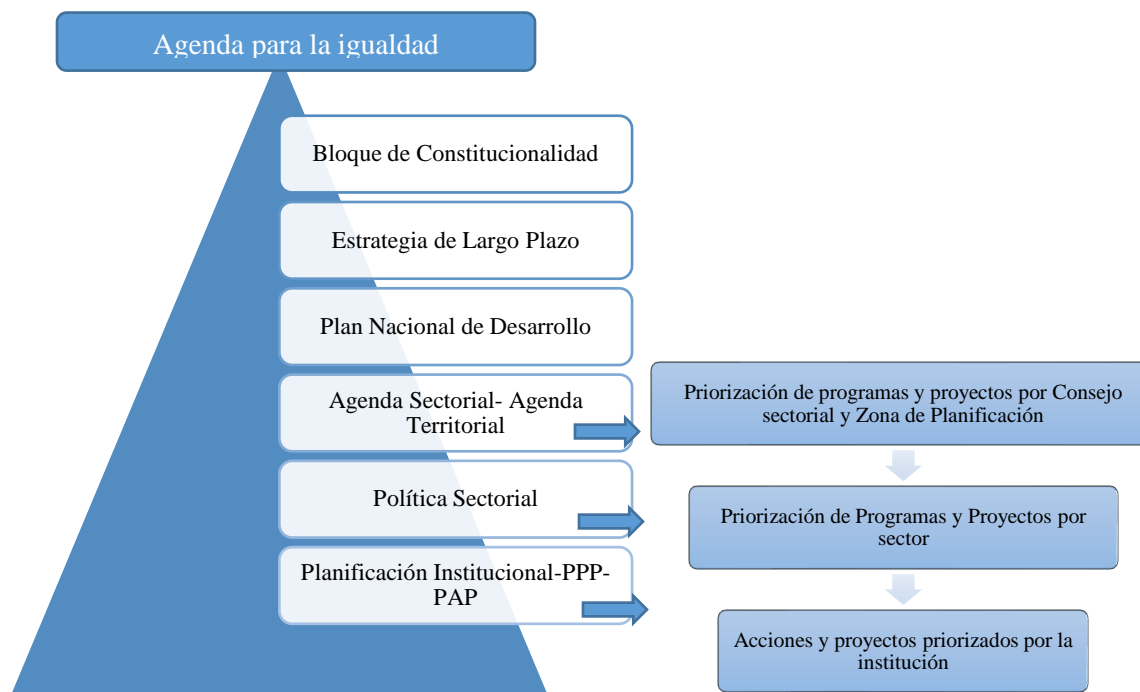 Agenda para la igualdad
Bloque de Constitucionalidad
Estrategia de Largo Plazo
Plan Nacional de Desarrollo
Agenda Sectorial- Agenda
Territorial
Política Sectorial
Planificación Institucional-PPP-
PAP
Priorización de programas y proyectos por Consejo
sectorial y Zona de Planificación
Priorización de Programas y Proyectos por
sector
Acciones y proyectos priorizados por la
institución